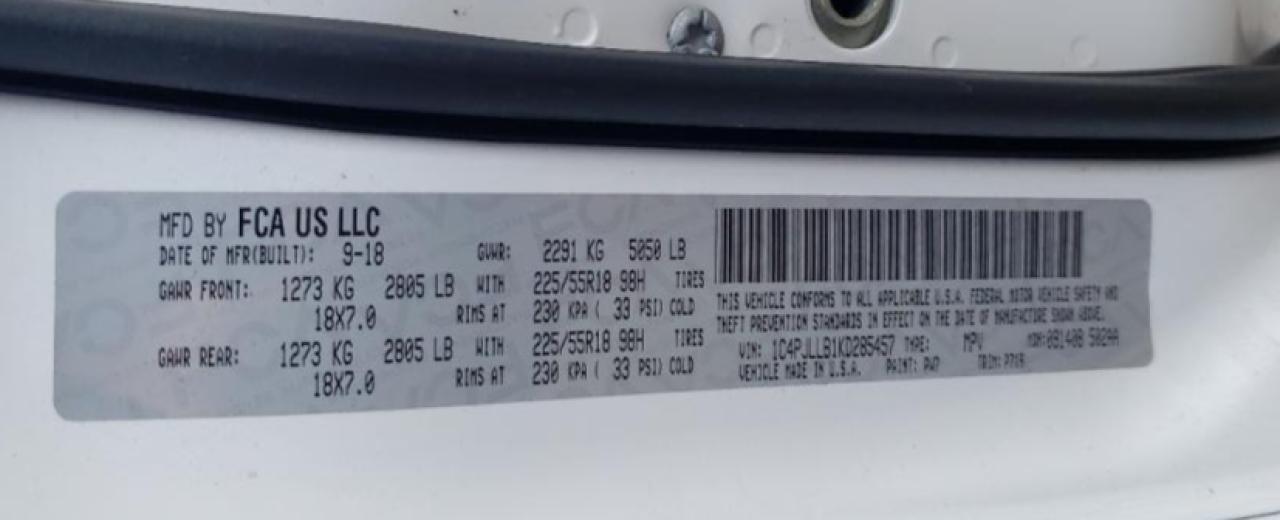 MFD BY FCA US LLC
DATE OF MFR(BUILT): 9-18 GVWR: 2291 KG 5050 LB
GAWR FRONT: 1273 KG 2805 LB WITH 225/55R18 98H TIRES
18X7.0 RIMS AT 230 KPA ( 33 PSI) COLD
GAWR REAR: 1273 KG 2805 LB WITH 225/55R18 98H TIRES
18X7.0 RIMS AT 230 KPA ( 33 PSI) COLD
THIS VEHICLE CONFORMS TO ALL APPLICABLE U.S.A. FEDERAL MOTOR VEHICLE SAFETY AND
THEFT PREVENTION STANDARDS IN EFFECT ON THE DATE OF MANUFACTURE SHOWN ABOVE.
VIN: 1C4PJLLB1KD285457 TYPE: MPV
VEHICLE MADE IN U.S.A. PAINT: PW7